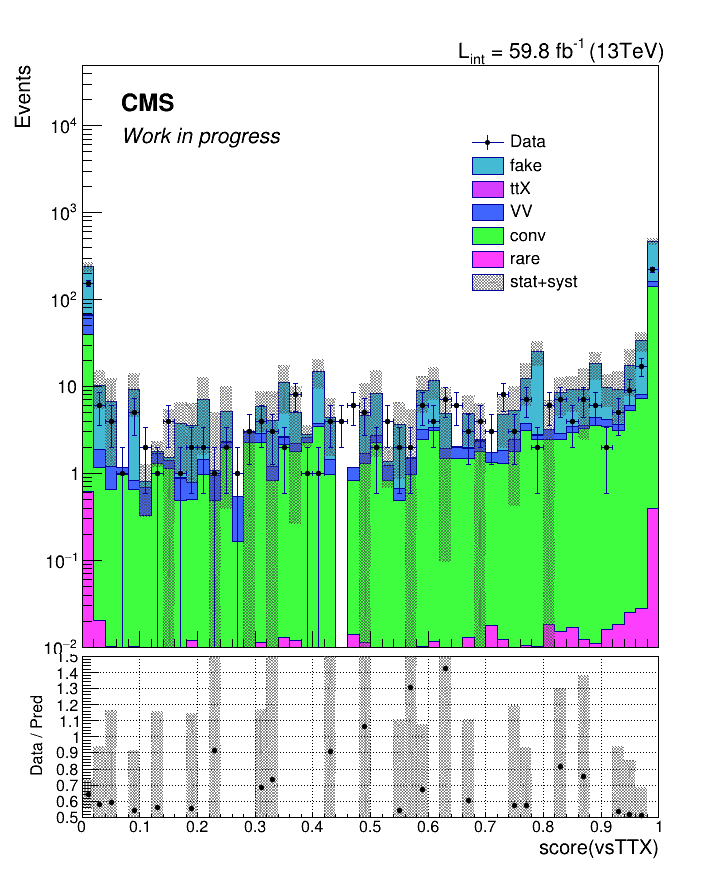 L_int = 59.8 fb^-1 (13TeV)
Events
CMS
Work in progress
Data
fake
ttX
VV
conv
rare
stat+syst
10^4
10^3
10^2
10
1
10^-1
10^-2
Data / Pred
1.5
1.4
1.3
1.2
1.1
1
0.9
0.8
0.7
0.6
0.5
0 0.1 0.2 0.3 0.4 0.5 0.6 0.7 0.8 0.9 1
score(vsTTX)